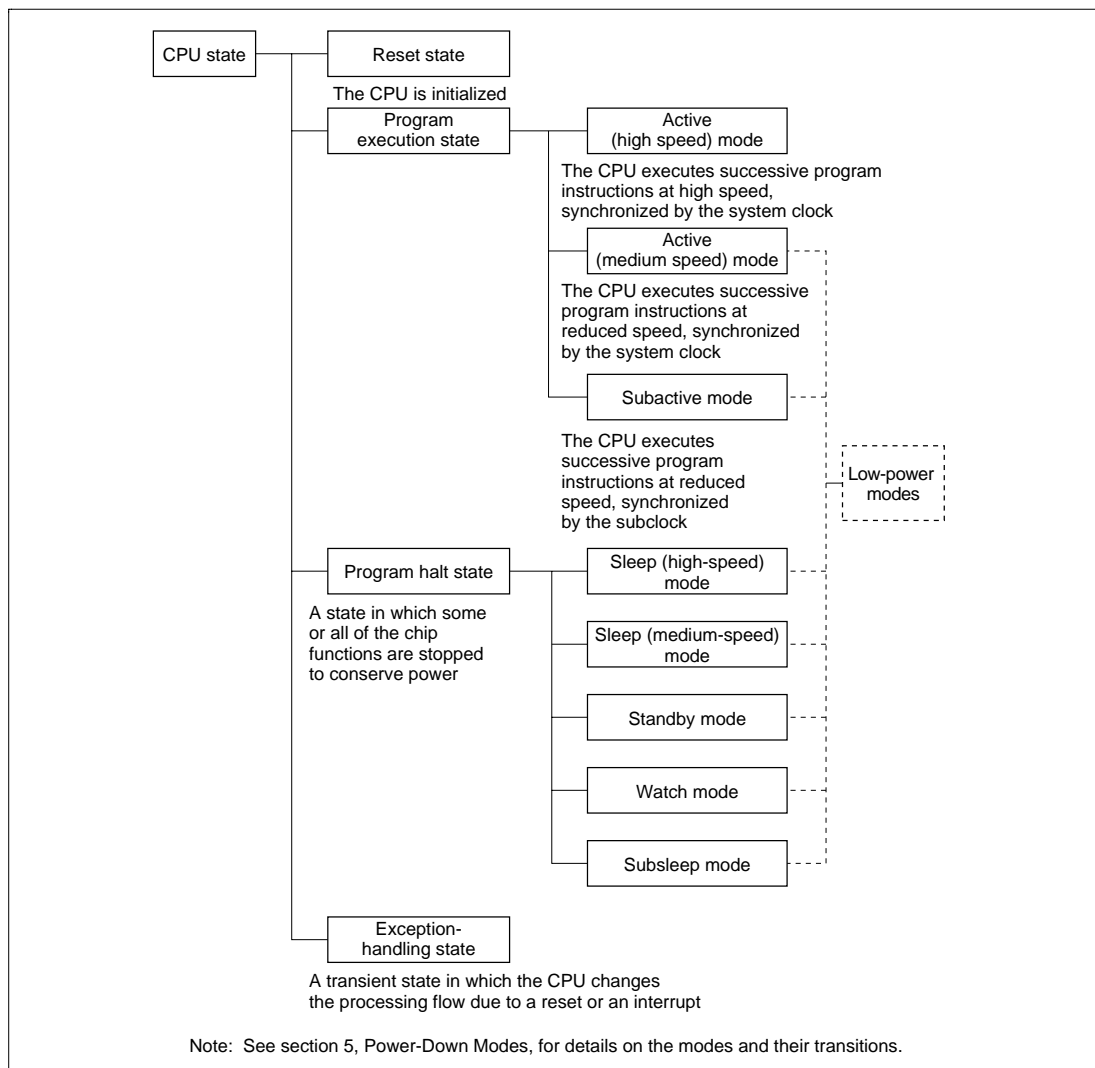 CPU state
Reset state
The CPU is initialized
Program
execution state
Active
(high speed) mode
The CPU executes successive program
instructions at high speed,
synchronized by the system clock
Active
(medium speed) mode
The CPU executes successive
program instructions at
reduced speed, synchronized
by the system clock
Subactive mode
The CPU executes
successive program
instructions at reduced
speed, synchronized
by the subclock
Low-power
modes
Program halt state
A state in which some
or all of the chip
functions are stopped
to conserve power
Sleep (high-speed)
mode
Sleep (medium-speed)
mode
Standby mode
Watch mode
Subsleep mode
Exception-
handling state
A transient state in which the CPU changes
the processing flow due to a reset or an interrupt
Note: See section 5, Power-Down Modes, for details on the modes and their transitions.